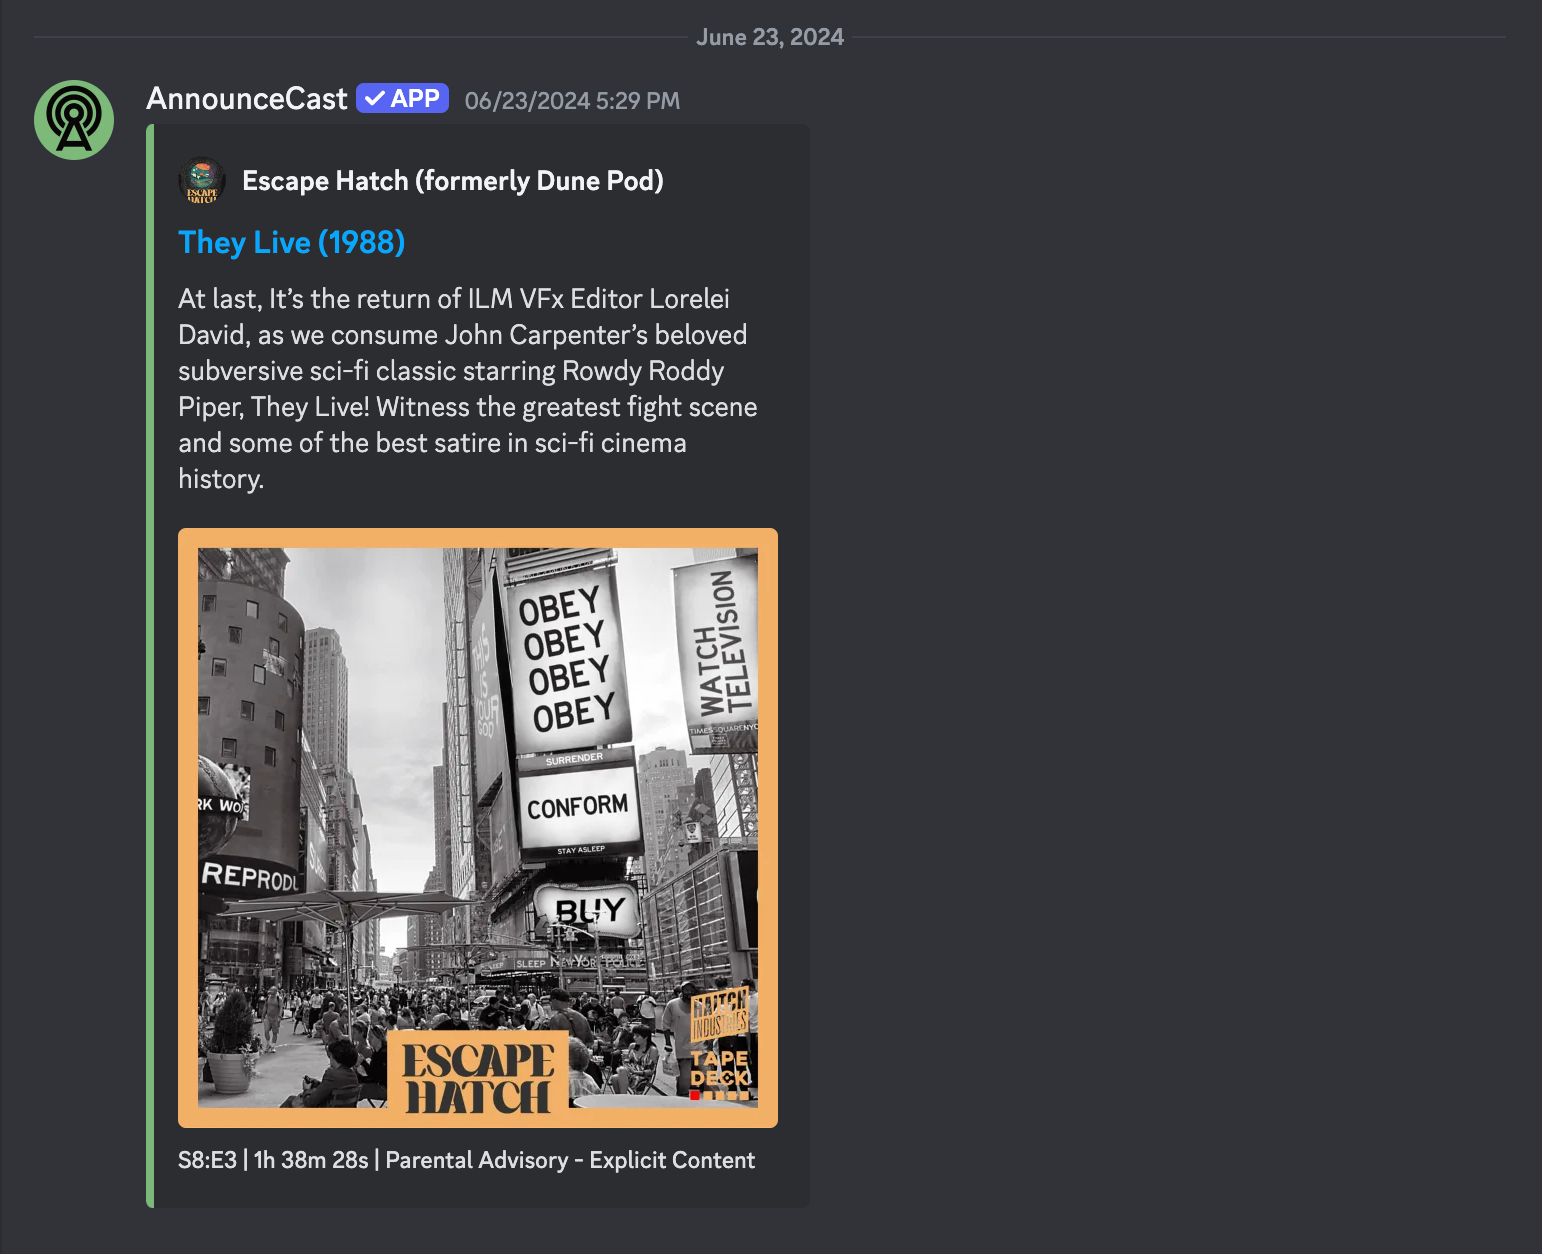 June 23, 2024
AnnounceCast ✓ APP 06/23/2024 5:29 PM
ESCAPE
HATCH
Escape Hatch (formerly Dune Pod)
They Live (1988)
At last, It’s the return of ILM VFx Editor Lorelei
David, as we consume John Carpenter’s beloved
subversive sci-fi classic starring Rowdy Roddy
Piper, They Live! Witness the greatest fight scene
and some of the best satire in sci-fi cinema
history.
OBEY
OBEY
OBEY
OBEY
WATCH
TELEVISION
THIS
IS
YOUR
GOD
TIMESSQUARENYC
SURRENDER
CONFORM
STAY ASLEEP
RK WO
REPRODU
BUY
SLEEP NEW YORK POLICE
HATCH
INDUSTRIES
TAPE
DECK
ESCAPE
HATCH
S8:E3 | 1h 38m 28s | Parental Advisory - Explicit Content